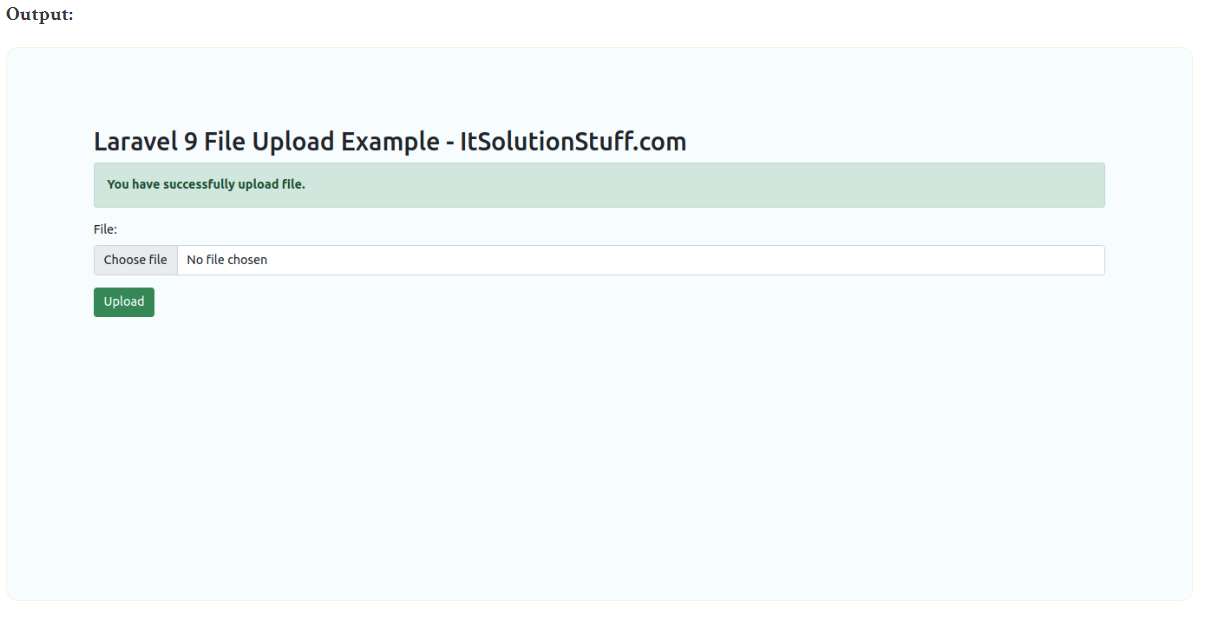 Output:
Laravel 9 File Upload Example - ItSolutionStuff.com
You have successfully upload file.
File:
Choose file No file chosen
Upload